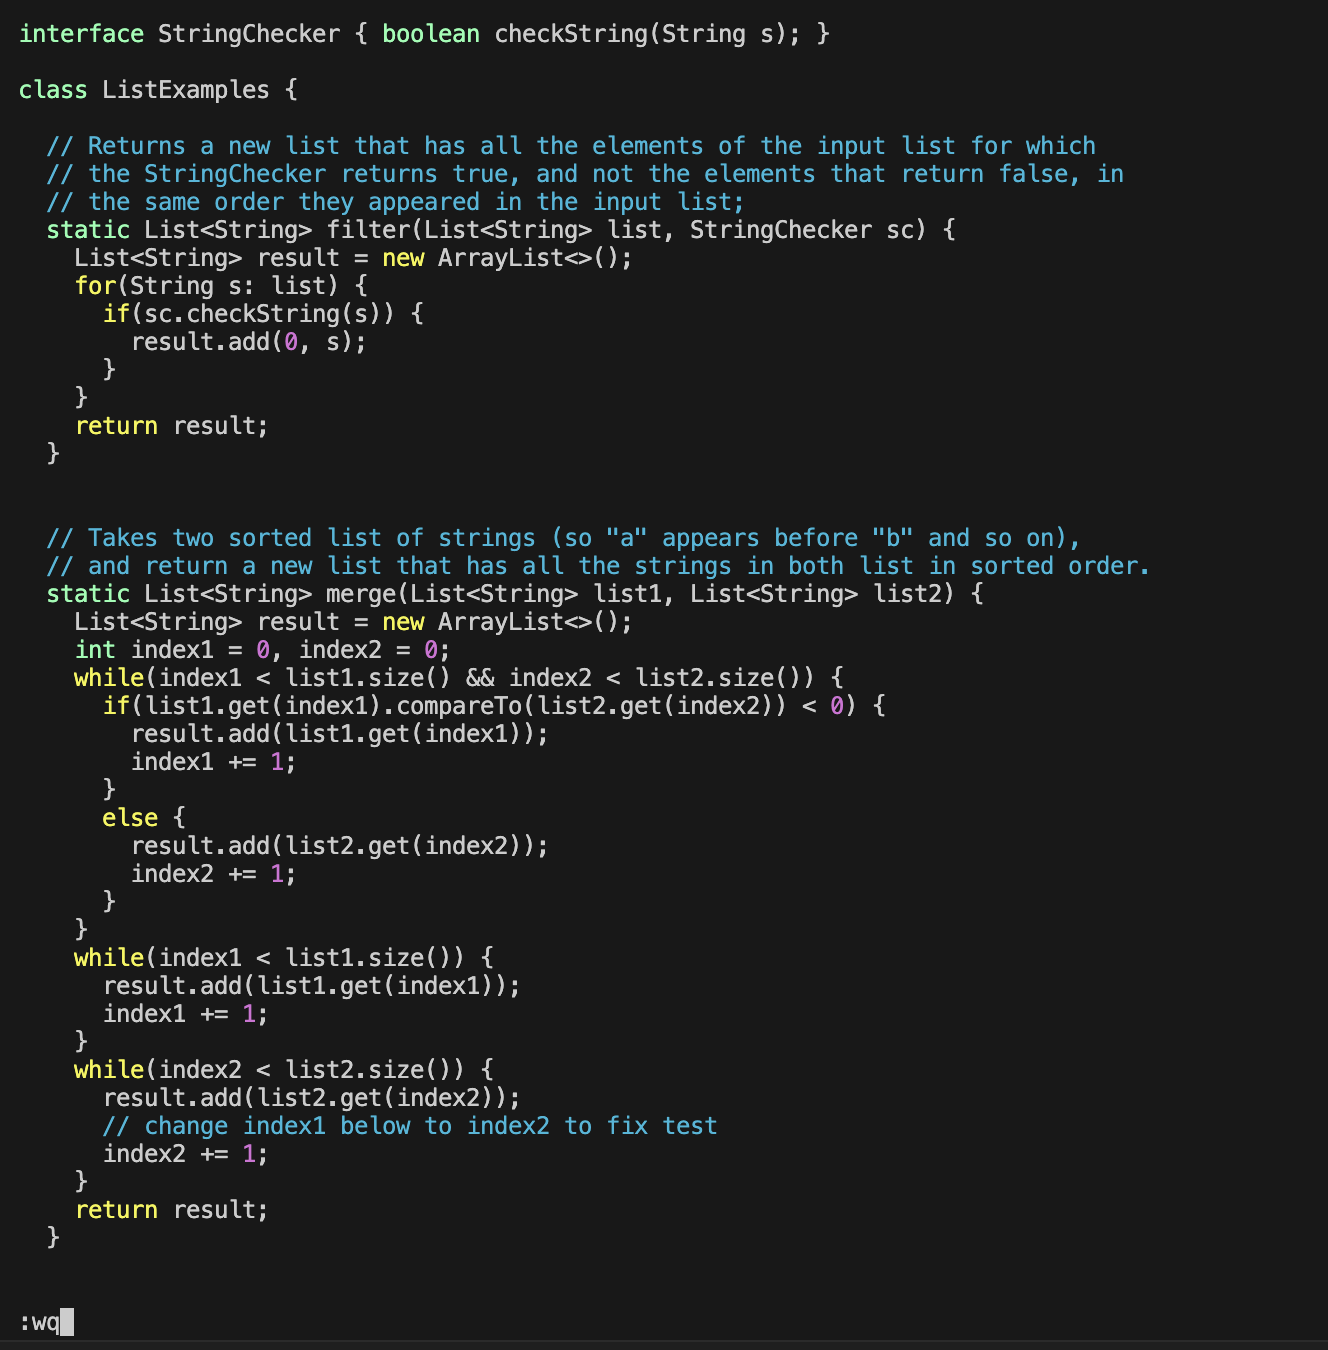 interface StringChecker { boolean checkString(String s); }

class ListExamples {

  // Returns a new list that has all the elements of the input list for which
  // the StringChecker returns true, and not the elements that return false, in
  // the same order they appeared in the input list;
  static List<String> filter(List<String> list, StringChecker sc) {
    List<String> result = new ArrayList<>();
    for(String s: list) {
      if(sc.checkString(s)) {
        result.add(0, s);
      }
    }
    return result;
  }


  // Takes two sorted list of strings (so "a" appears before "b" and so on),
  // and return a new list that has all the strings in both list in sorted order.
  static List<String> merge(List<String> list1, List<String> list2) {
    List<String> result = new ArrayList<>();
    int index1 = 0, index2 = 0;
    while(index1 < list1.size() && index2 < list2.size()) {
      if(list1.get(index1).compareTo(list2.get(index2)) < 0) {
        result.add(list1.get(index1));
        index1 += 1;
      }
      else {
        result.add(list2.get(index2));
        index2 += 1;
      }
    }
    while(index1 < list1.size()) {
      result.add(list1.get(index1));
      index1 += 1;
    }
    while(index2 < list2.size()) {
      result.add(list2.get(index2));
      // change index1 below to index2 to fix test
      index2 += 1;
    }
    return result;
  }


:wq